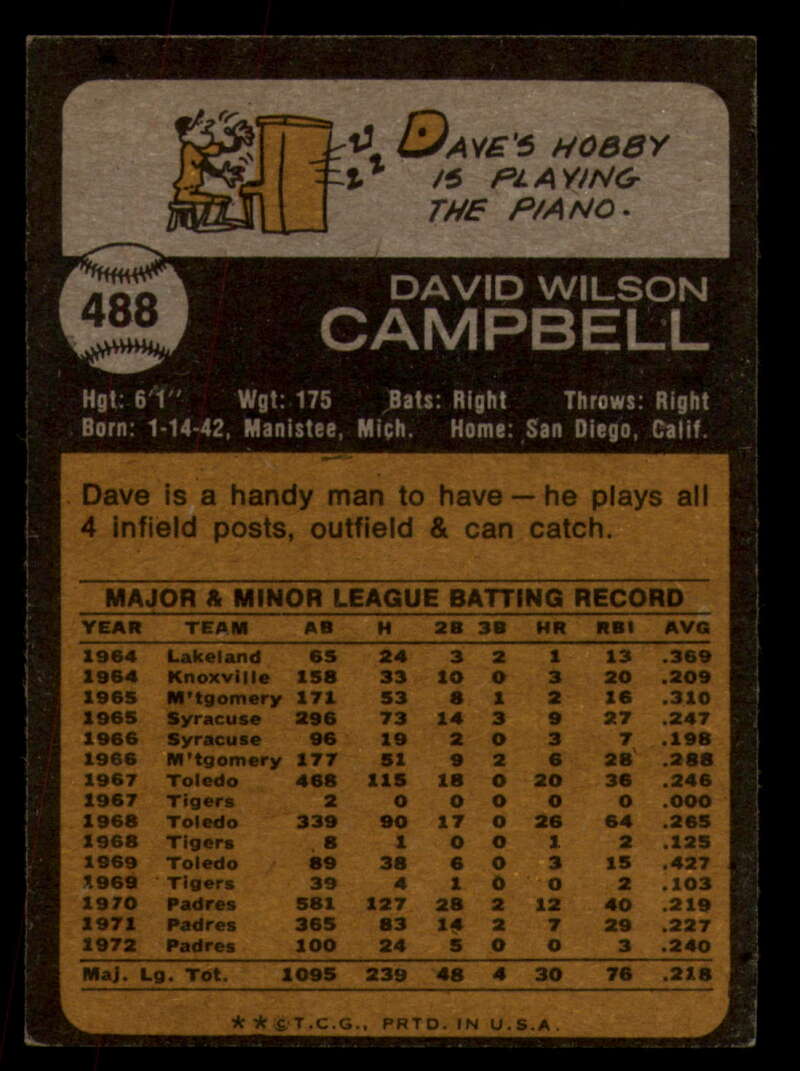 DAVE'S HOBBY
IS PLAYING
THE PIANO.
488
DAVID WILSON
CAMPBELL
Hgt: 6'1" Wgt: 175 Bats: Right Throws: Right
Born: 1-14-42, Manistee, Mich. Home: San Diego, Calif.
Dave is a handy man to have — he plays all
4 infield posts, outfield & can catch.
MAJOR & MINOR LEAGUE BATTING RECORD
YEAR TEAM AB H 2B 3B HR RBI AVG
1964 Lakeland 65 24 3 2 1 13 .369
1964 Knoxville 158 33 10 0 3 20 .209
1965 M'tgomery 171 53 8 1 2 16 .310
1965 Syracuse 296 73 14 3 9 27 .247
1966 Syracuse 96 19 2 0 3 7 .198
1966 M'tgomery 177 51 9 2 6 28 .288
1967 Toledo 468 115 18 0 20 36 .246
1967 Tigers 2 0 0 0 0 0 .000
1968 Toledo 339 90 17 0 26 64 .265
1968 Tigers 8 1 0 0 1 2 .125
1969 Toledo 89 38 6 0 3 15 .427
1969 Tigers 39 4 1 0 0 2 .103
1970 Padres 581 127 28 2 12 40 .219
1971 Padres 365 83 14 2 7 29 .227
1972 Padres 100 24 5 0 0 3 .240
Maj. Lg. Tot. 1095 239 48 4 30 76 .218
**©T.C.G., PRTD. IN U.S.A.